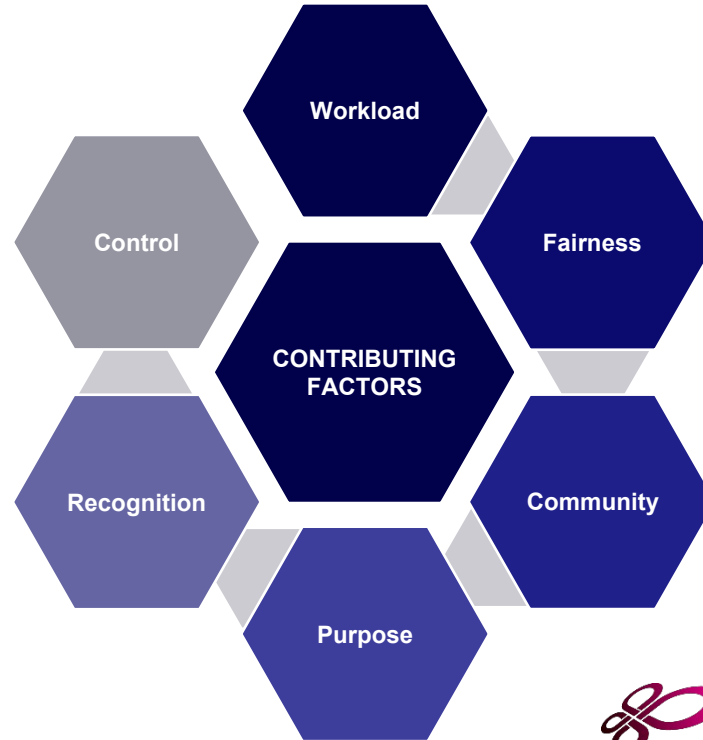 Workload
Control
Fairness
CONTRIBUTING
FACTORS
Recognition
Community
Purpose